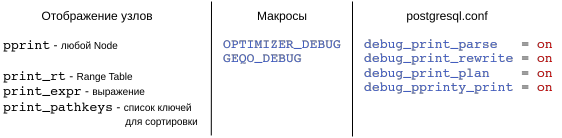 Отображение узлов
pprint - любой Node
print_rt - Range Table
print_expr - выражение
print_pathkeys - список ключей
для сортировки
Макросы
OPTIMIZER_DEBUG
GEQO_DEBUG
postgresql.conf
debug_print_parse = on
debug_print_rewrite = on
debug_print_plan = on
debug_pprinty_print = on